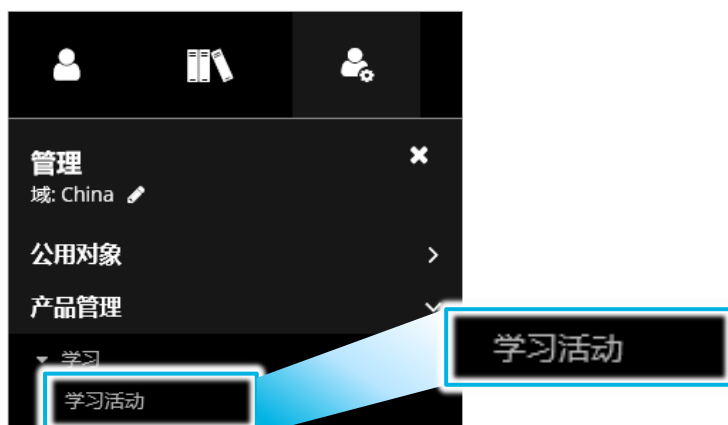 管理
域: China
公用对象
产品管理
学习
学习活动
学习活动